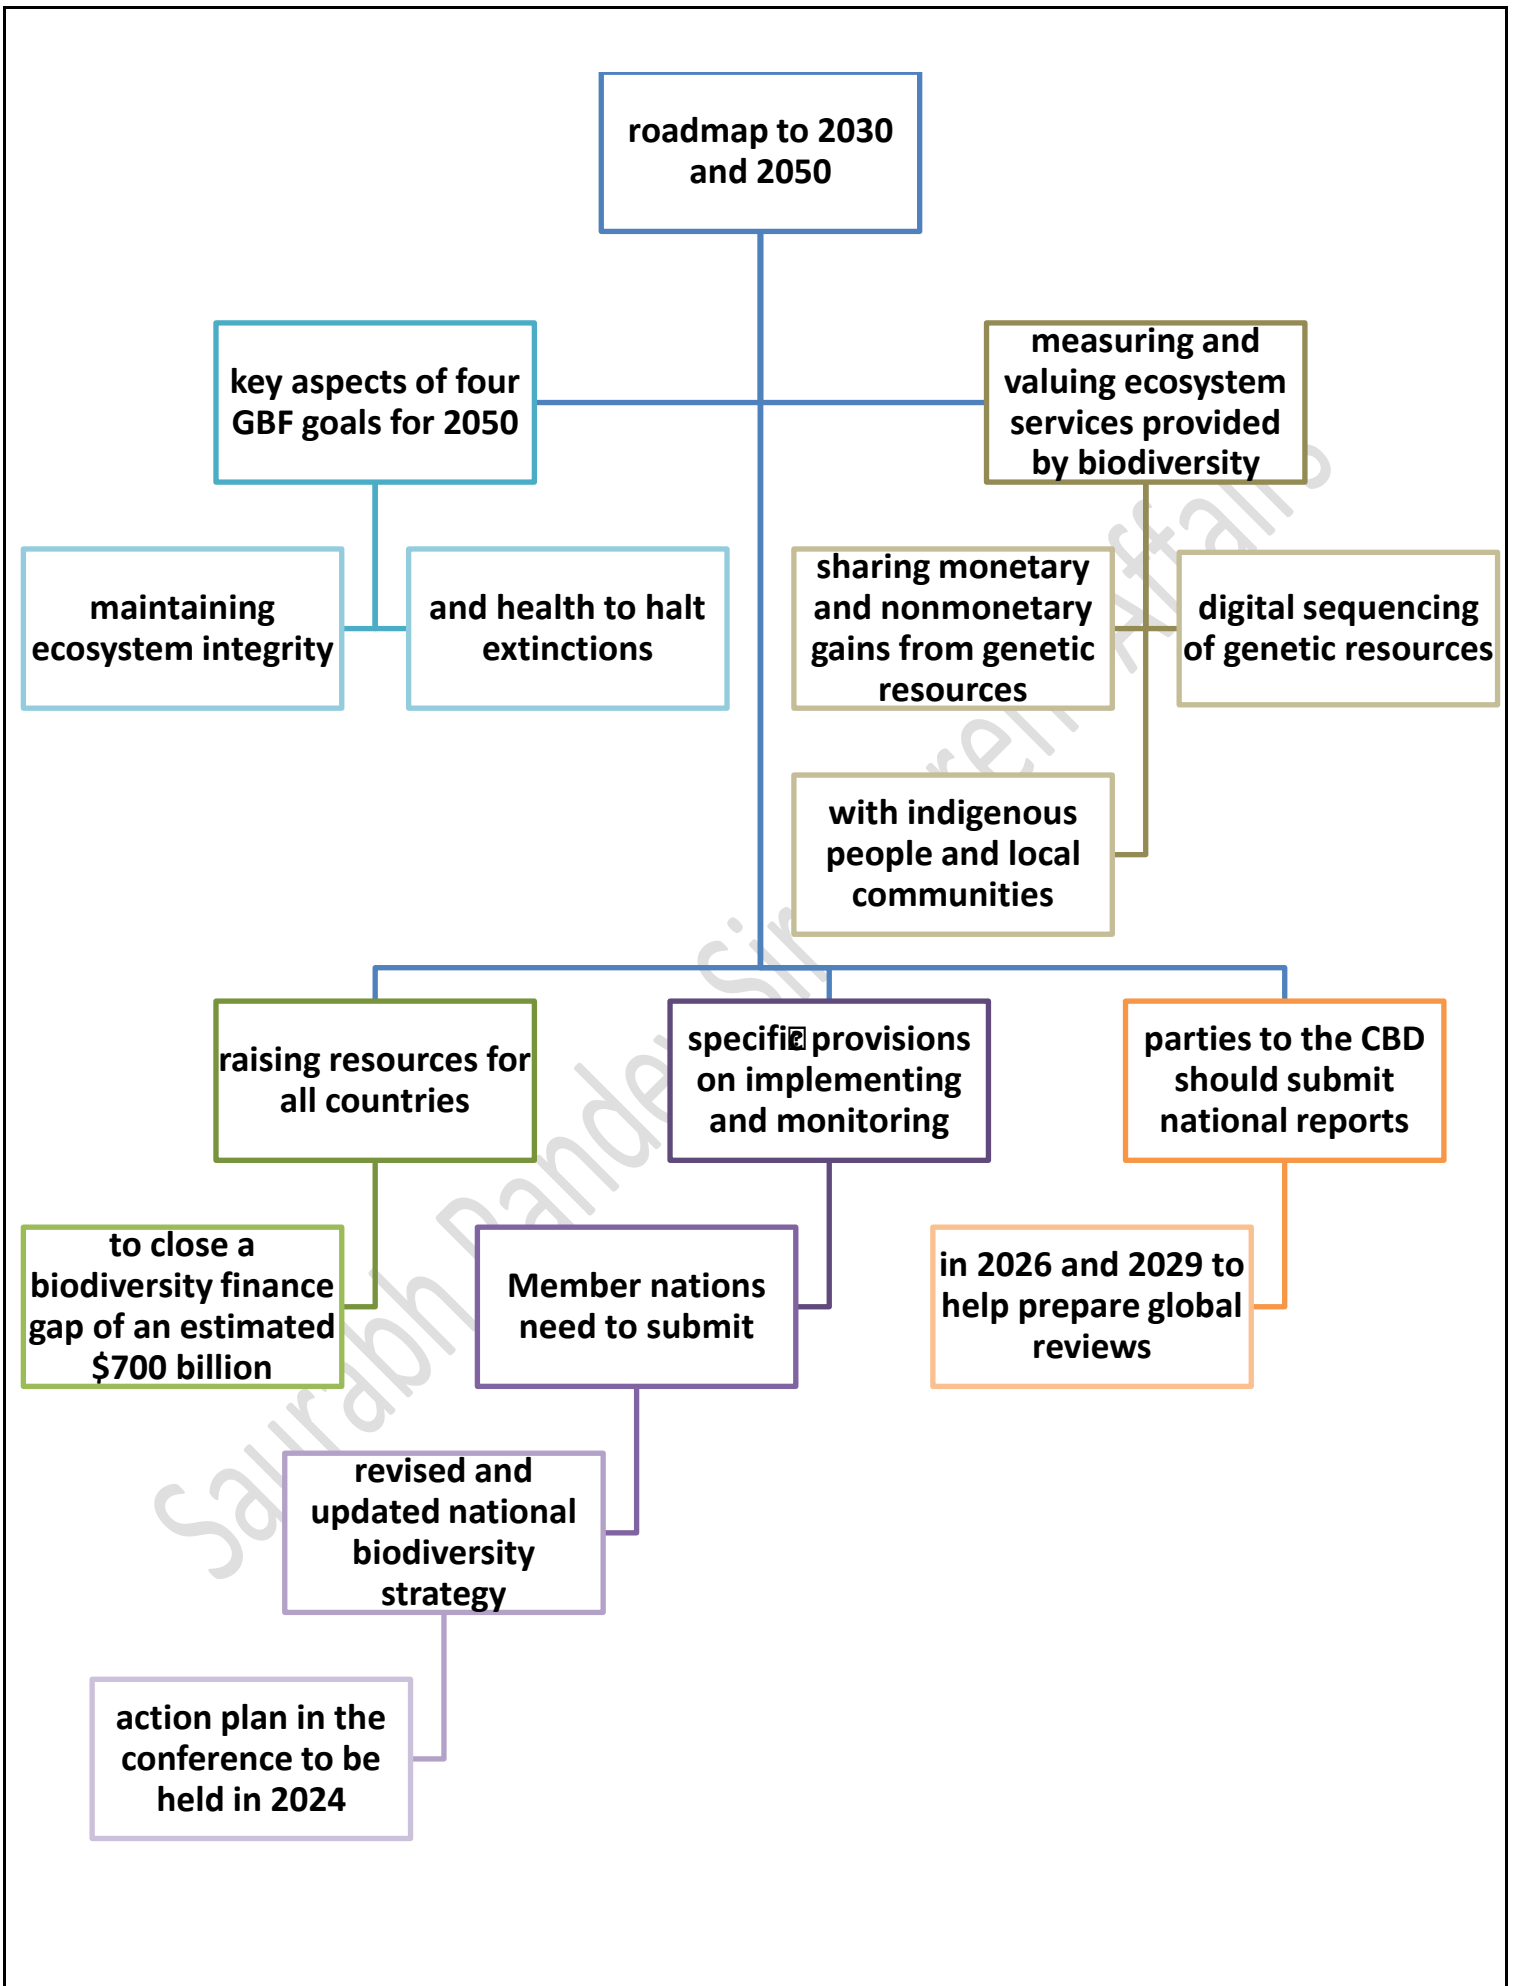 roadmap to 2030
and 2050
key aspects of four
GBF goals for 2050
maintaining
ecosystem integrity
and health to halt
extinctions
measuring and
valuing ecosystem
services provided
by biodiversity
sharing monetary
and nonmonetary
gains from genetic
resources
digital sequencing
of genetic resources
with indigenous
people and local
communities
raising resources for
all countries
to close a
biodiversity finance
gap of an estimated
$700 billion
specific provisions
on implementing
and monitoring
Member nations
need to submit
revised and
updated national
biodiversity
strategy
action plan in the
conference to be
held in 2024
parties to the CBD
should submit
national reports
in 2026 and 2029 to
help prepare global
reviews
Saurabh Pandey Sir Affairs